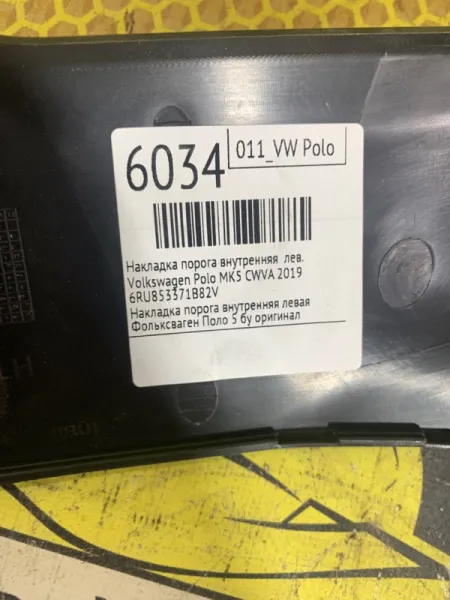 6034
011_VW Polo
Накладка порога внутренняя лев.
Volkswagen Polo MK5 CWVA 2019
6RU853371B82V
Накладка порога внутренняя левая
Фольксваген Поло 5 бу оригинал